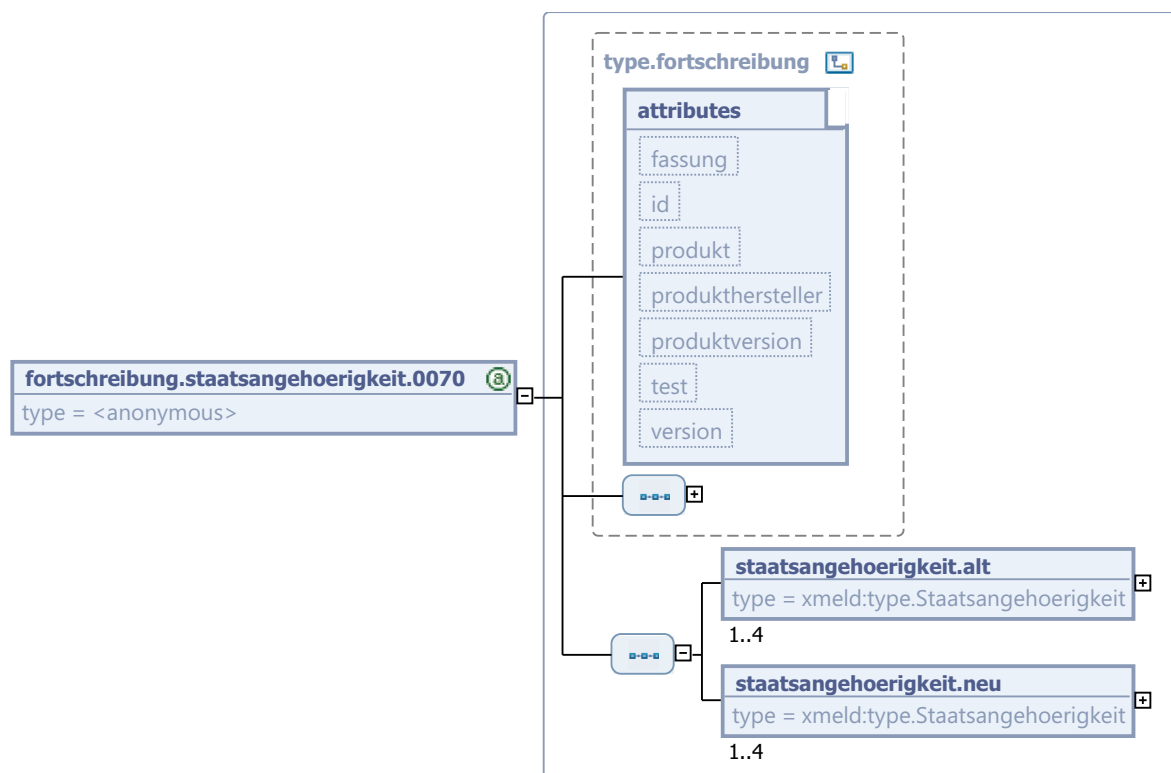 type.fortschreibung
attributes
fassung
id
produkt
produkthersteller
produktversion
test
version
fortschreibung.staatsangehoerigkeit.0070
type = <anonymous>
staatsangehoerigkeit.alt
type = xmeld:type.Staatsangehoerigkeit
1..4
staatsangehoerigkeit.neu
type = xmeld:type.Staatsangehoerigkeit
1..4